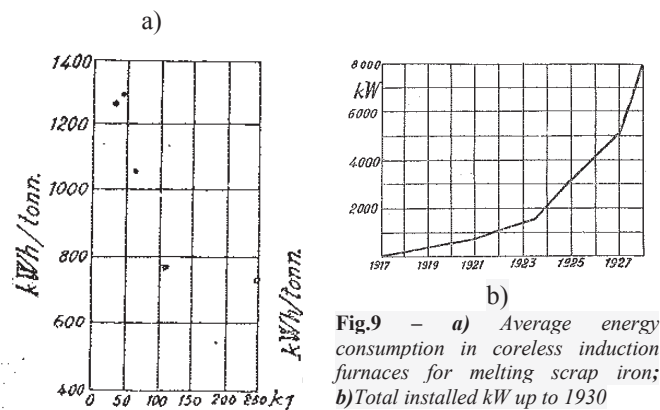 a)
1400
1200
1000
800
600
400
kWh/tonn.
0 50 100 150 200 250 kg
kWh/tonn.
8000
kW
6000
4000
2000
1917 1919 1921 1923 1925 1927
b)
Fig.9 – a) Average energy
consumption in coreless induction
furnaces for melting scrap iron;
b)Total installed kW up to 1930